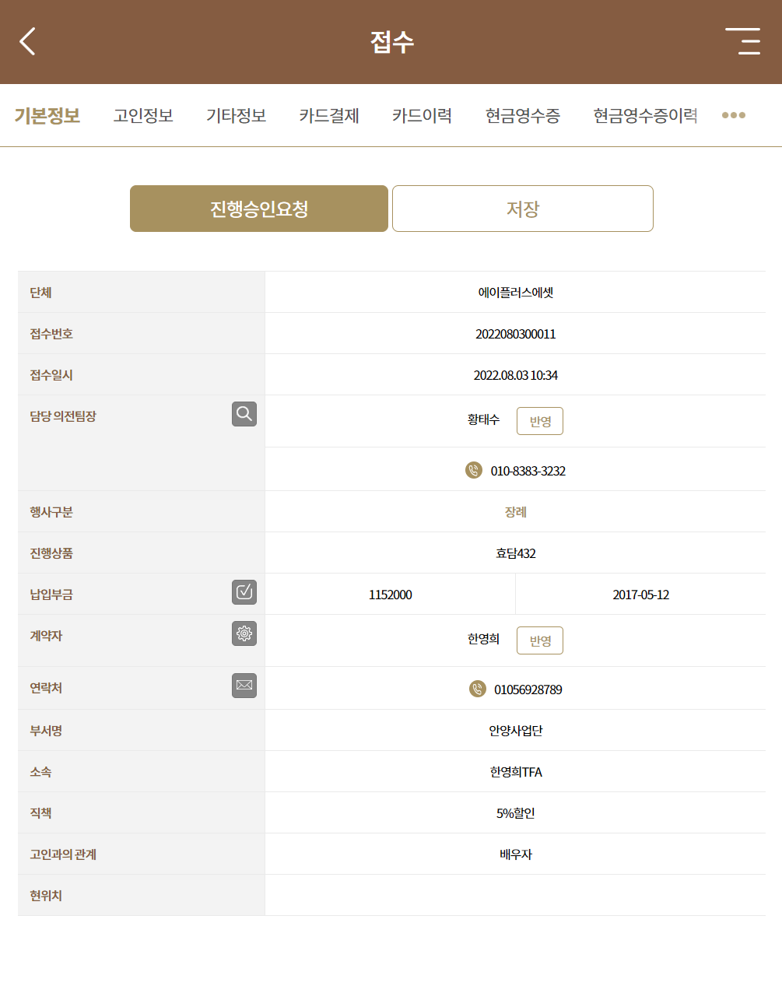 접수
기본정보 고인정보 기타정보 카드결제 카드이력 현금영수증 현금영수증이력
진행승인요청 저장
단체 에이플러스에셋
접수번호 2022080300011
접수일시 2022.08.03 10:34
담당 의전팀장 황태수 반영
010-8383-3232
행사구분 장례
진행상품 효담432
납입부금 1152000 2017-05-12
계약자 한영희 반영
연락처 01056928789
부서명 안양사업단
소속 한영희TFA
직책 5%할인
고인과의 관계 배우자
현위치